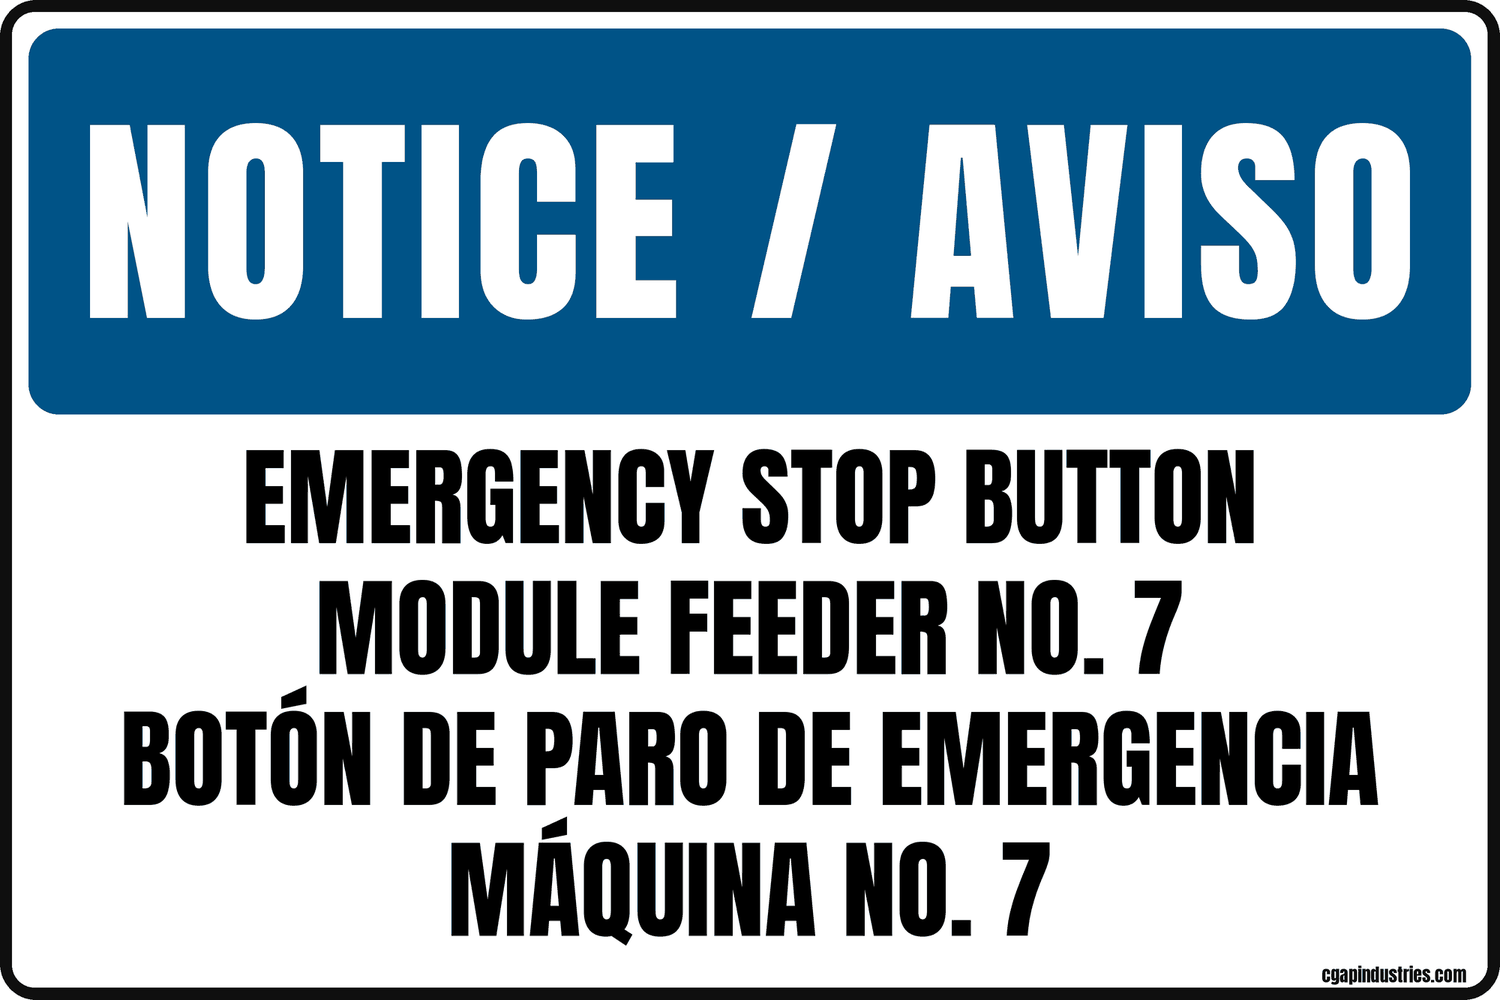 NOTICE / AVISO
EMERGENCY STOP BUTTON
MODULE FEEDER NO. 7
BOTÓN DE PARO DE EMERGENCIA
MÁQUINA NO. 7
cgapindustries.com